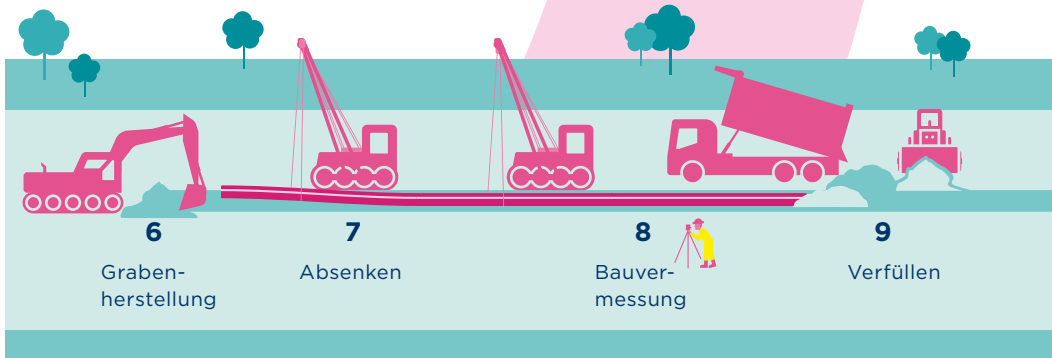 6
Graben-
herstellung
7
Absenken
8
Bauver-
messung
9
Verfüllen